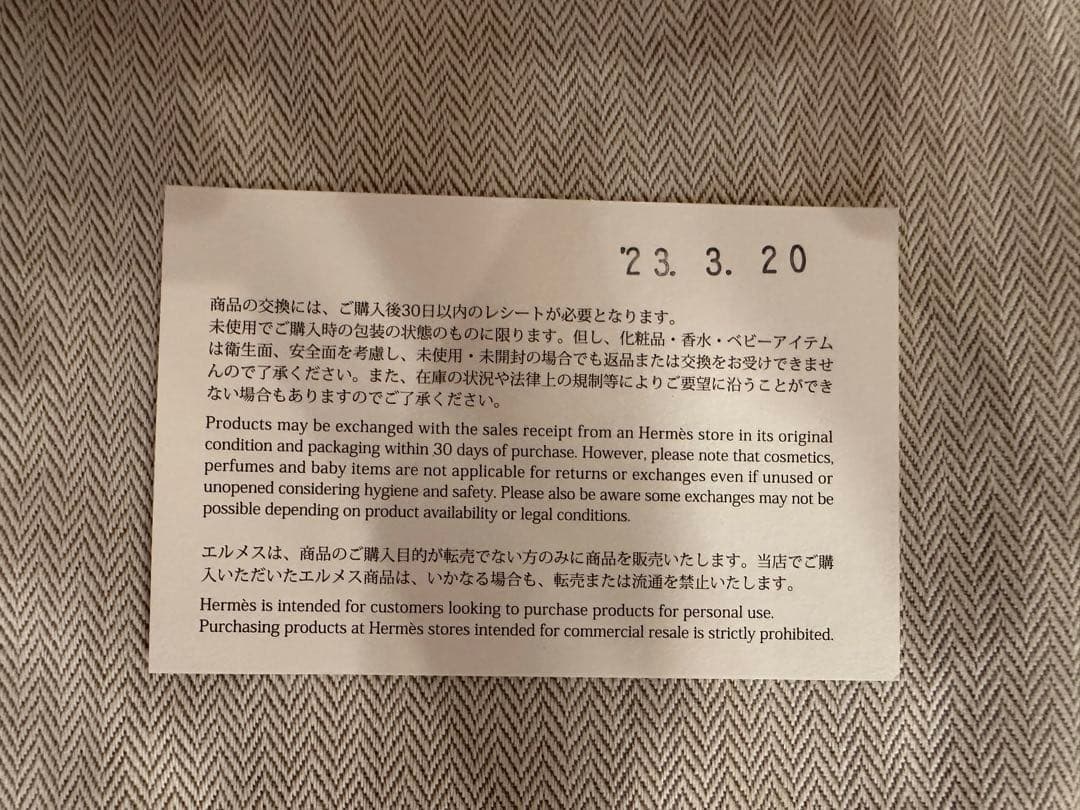 '23. 3. 20
商品の交換には、ご購入後30日以内のレシートが必要となります。
未使用でご購入時の包装の状態のものに限ります。但し、化粧品・香水・ベビーアイテム
は衛生面、安全面を考慮し、未使用・未開封の場合でも返品または交換をお受けできませ
んので了承ください。また、在庫の状況や法律上の規制等によりご要望に沿うことができ
ない場合もありますのでご了承ください。
Products may be exchanged with the sales receipt from an Hermès store in its original
condition and packaging within 30 days of purchase. However, please note that cosmetics,
perfumes and baby items are not applicable for returns or exchanges even if unused or
unopened considering hygiene and safety. Please also be aware some exchanges may not be
possible depending on product availability or legal conditions.
エルメスは、商品のご購入目的が転売でない方のみに商品を販売いたします。当店でご購
入いただいたエルメス商品は、いかなる場合も、転売または流通を禁止いたします。
Hermès is intended for customers looking to purchase products for personal use.
Purchasing products at Hermès stores intended for commercial resale is strictly prohibited.